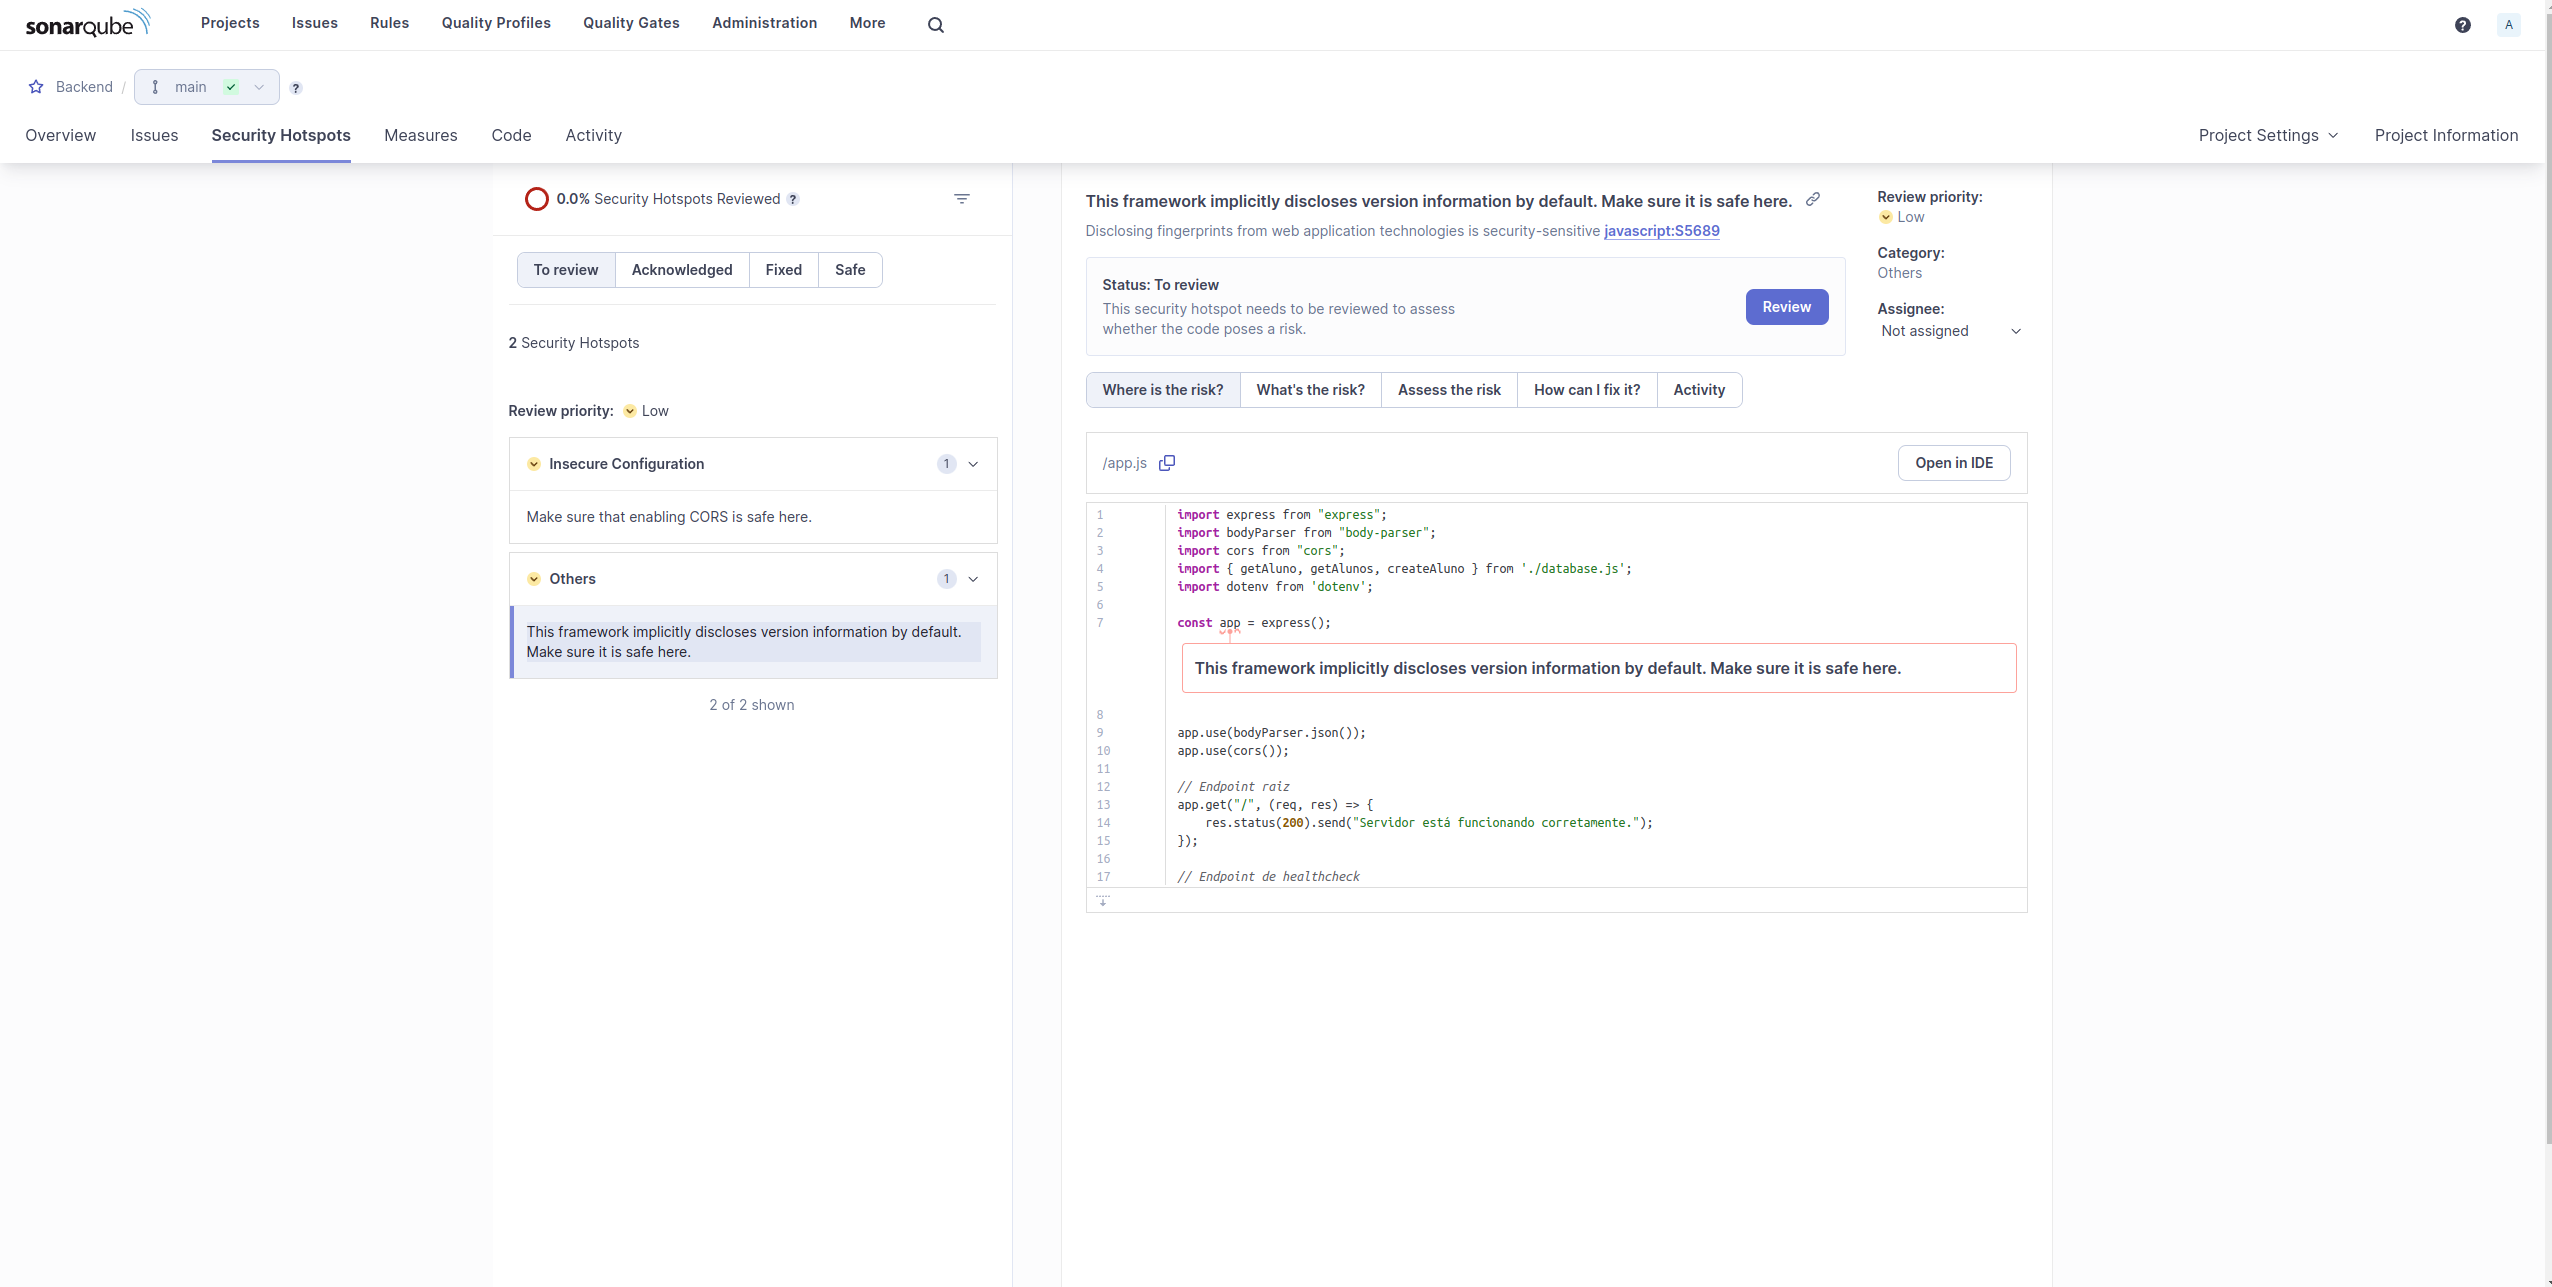 sonarqube
Projects Issues Rules Quality Profiles Quality Gates Administration More
? A
Backend / main ?
Overview Issues Security Hotspots Measures Code Activity Project Settings Project Information
0.0% Security Hotspots Reviewed ?
To review Acknowledged Fixed Safe
2 Security Hotspots
Review priority: Low
Insecure Configuration 1
Make sure that enabling CORS is safe here.
Others 1
This framework implicitly discloses version information by default.
Make sure it is safe here.
2 of 2 shown
This framework implicitly discloses version information by default. Make sure it is safe here.
Disclosing fingerprints from web application technologies is security-sensitive javascript:S5689
Status: To review
This security hotspot needs to be reviewed to assess
whether the code poses a risk.
Review
Review priority:
Low
Category:
Others
Assignee:
Not assigned
Where is the risk? What's the risk? Assess the risk How can I fix it? Activity
/app.js Open in IDE
1 import express from "express";
2 import bodyParser from "body-parser";
3 import cors from "cors";
4 import { getAluno, getAlunos, createAluno } from './database.js';
5 import dotenv from 'dotenv';
6
7 const app = express();
This framework implicitly discloses version information by default. Make sure it is safe here.
8
9 app.use(bodyParser.json());
10 app.use(cors());
11
12 // Endpoint raiz
13 app.get("/", (req, res) => {
14 res.status(200).send("Servidor está funcionando corretamente.");
15 });
16
17 // Endpoint de healthcheck